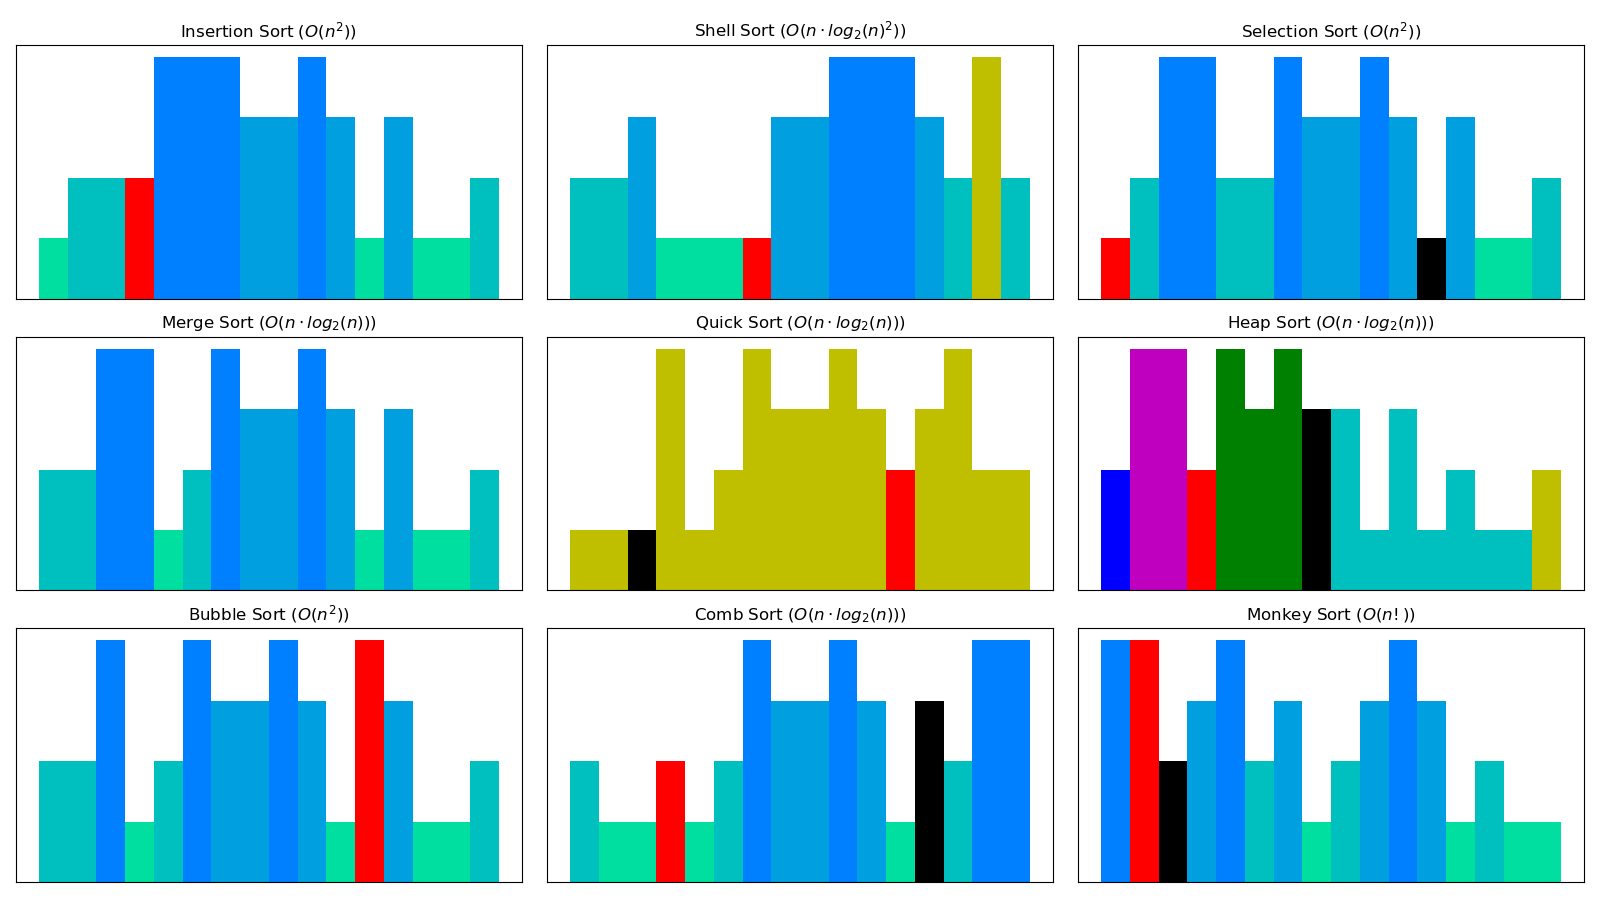 Insertion Sort (O(n²))
Shell Sort (O(n · log₂(n)²))
Selection Sort (O(n²))
Merge Sort (O(n · log₂(n)))
Quick Sort (O(n · log₂(n)))
Heap Sort (O(n · log₂(n)))
Bubble Sort (O(n²))
Comb Sort (O(n · log₂(n)))
Monkey Sort (O(n! ))